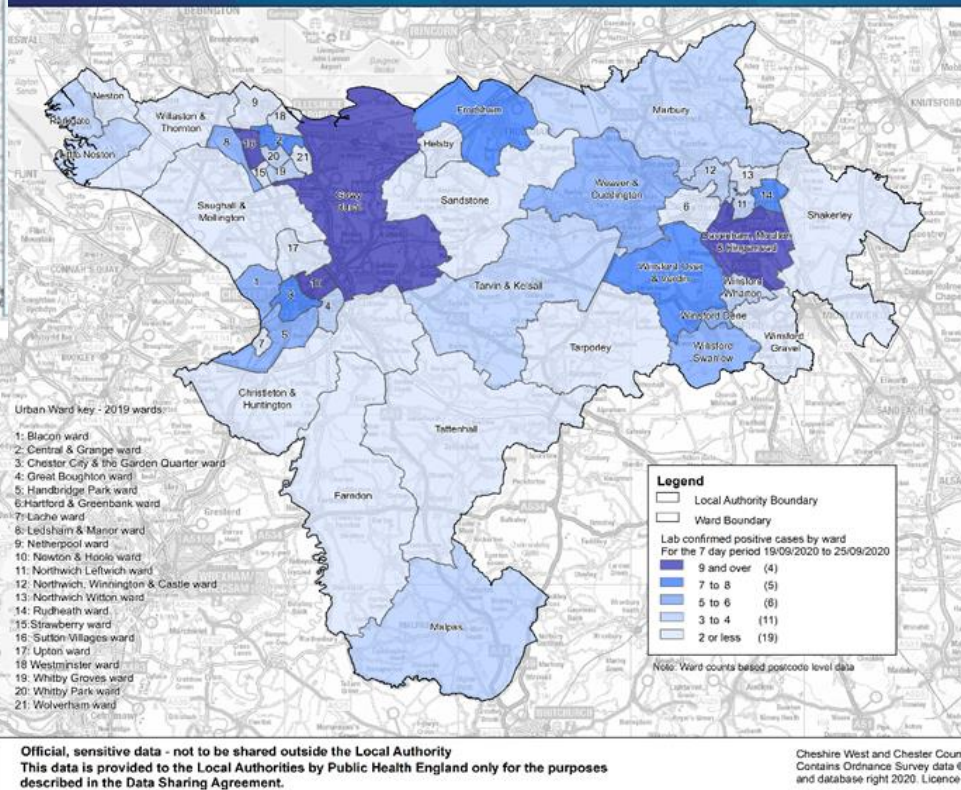 Neston
Parkgate
Little Neston
Willaston &
Thornton
9
18
8
16
2
20
21
15
19
Saughall &
Mollington
17
1
3
10
4
5
7
Gowy
Rural
Helsby
Frodsham
Sandstone
Marbury
Weaver &
Cuddington
12
13
6
11
14
Shakerley
Davenham, Moulton
& Kingsmead
Winsford Over
& Verdin
Winsford
Wharton
Winsford Dene
Winsford
Swanlow
Winsford
Gravel
Tarvin & Kelsall
Tarporley
Christleton &
Huntington
Tattenhall
Farndon
Malpas
Urban Ward key - 2019 wards
1: Blacon ward
2: Central & Grange ward
3: Chester City & the Garden Quarter ward
4: Great Boughton ward
5: Handbridge Park ward
6:Hartford & Greenbank ward
7: Lache ward
8: Ledsham & Manor ward
9: Netherpool ward
10: Newton & Hoole ward
11: Northwich Leftwich ward
12: Northwich, Winnington & Castle ward
13: Northwich Witton ward
14: Rudheath ward
15: Strawberry ward
16: Sutton Villages ward
17: Upton ward
18 Westminster ward
19: Whitby Groves ward
20: Whitby Park ward
21: Wolverham ward
Legend
Local Authority Boundary
Ward Boundary
Lab confirmed positive cases by ward
For the 7 day period 19/09/2020 to 25/09/2020
9 and over (4)
7 to 8 (5)
5 to 6 (6)
3 to 4 (11)
2 or less (19)
Note: Ward counts based postcode level data
Official, sensitive data - not to be shared outside the Local Authority
This data is provided to the Local Authorities by Public Health England only for the purposes
described in the Data Sharing Agreement.
Cheshire West and Chester Coun
Contains Ordnance Survey data ©
and database right 2020. Licence